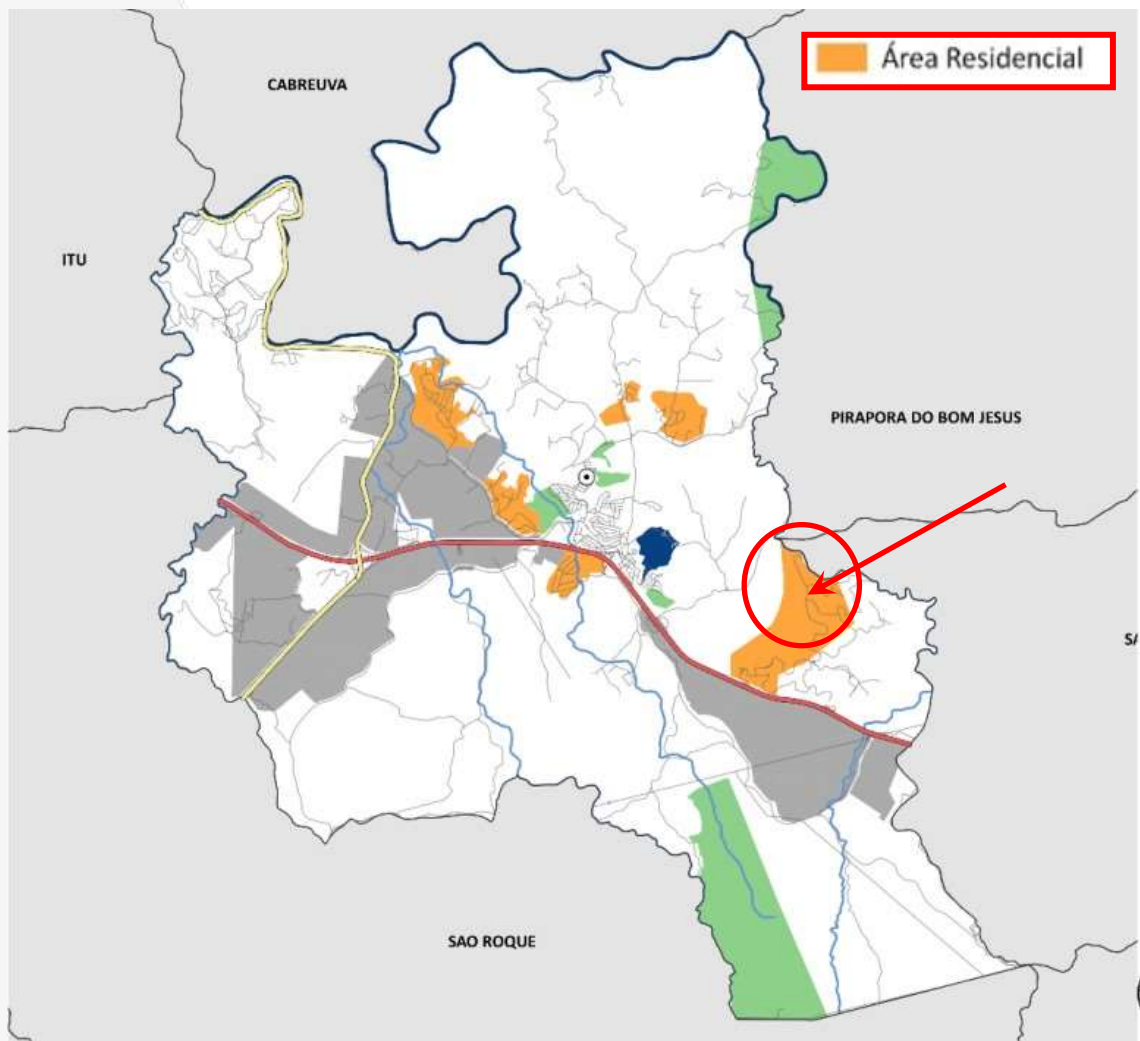 CABREUVA
Área Residencial
ITU
PIRAPORA DO BOM JESUS
SAO ROQUE